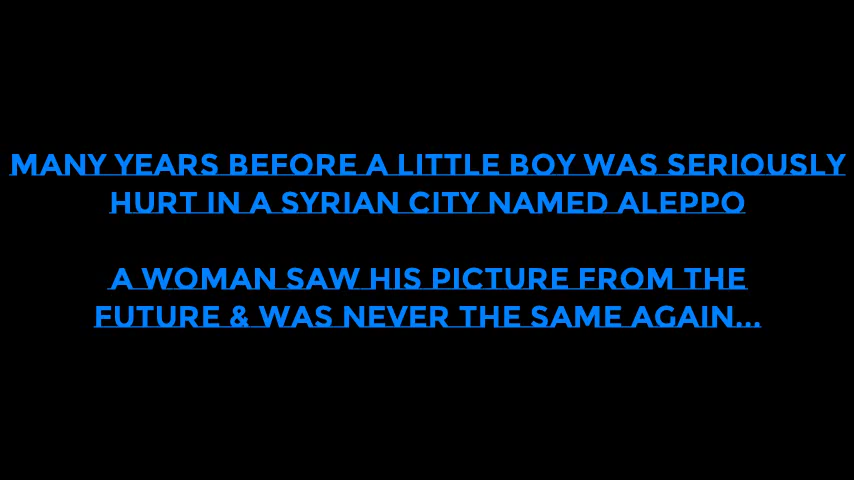 MANY YEARS BEFORE A LITTLE BOY WAS SERIOUSLY
HURT IN A SYRIAN CITY NAMED ALEPPO
A WOMAN SAW HIS PICTURE FROM THE
FUTURE & WAS NEVER THE SAME AGAIN...